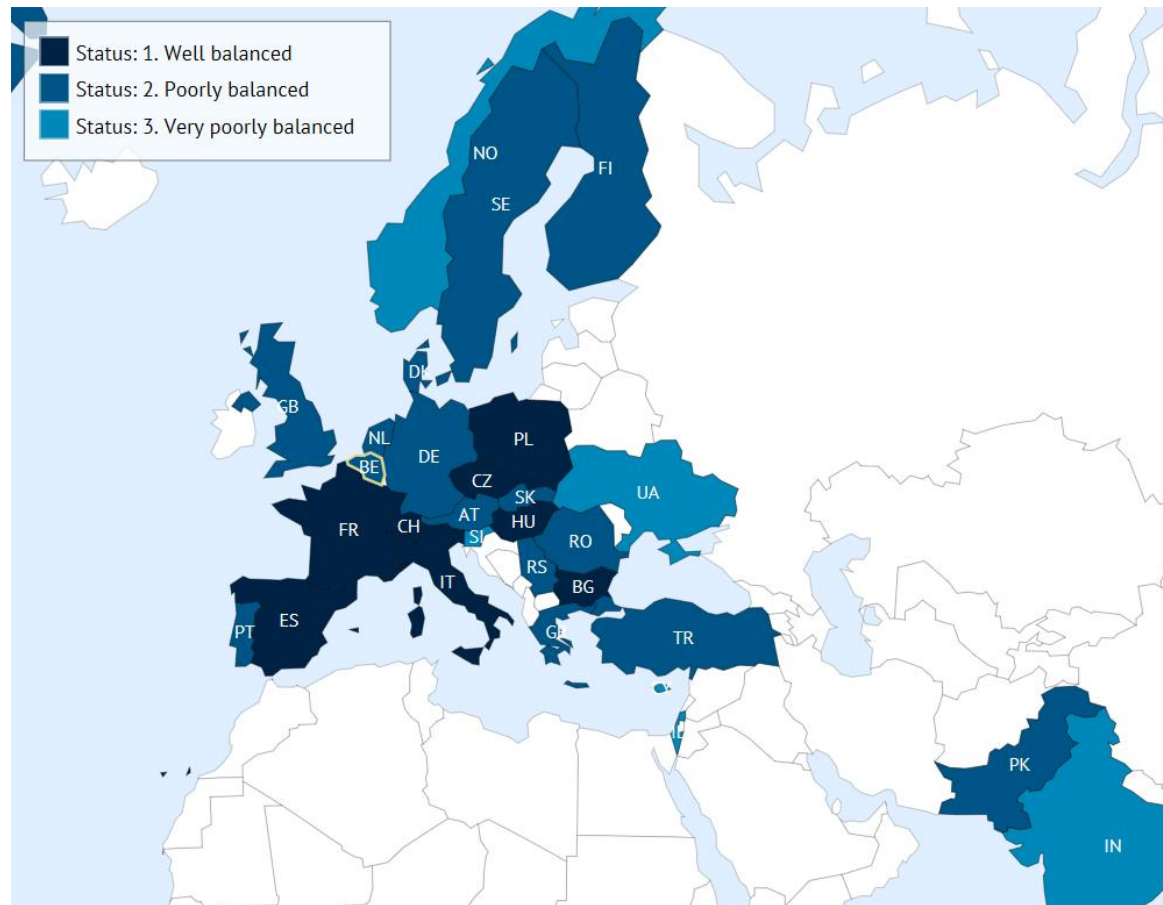 Status: 1. Well balanced
Status: 2. Poorly balanced
Status: 3. Very poorly balanced
NO
FI
SE
DK
GB
NL
PL
BE
DE
CZ
UA
SK
AT
FR
CH
HU
SI
RO
RS
IT
BG
ES
PT
TR
PK
IN